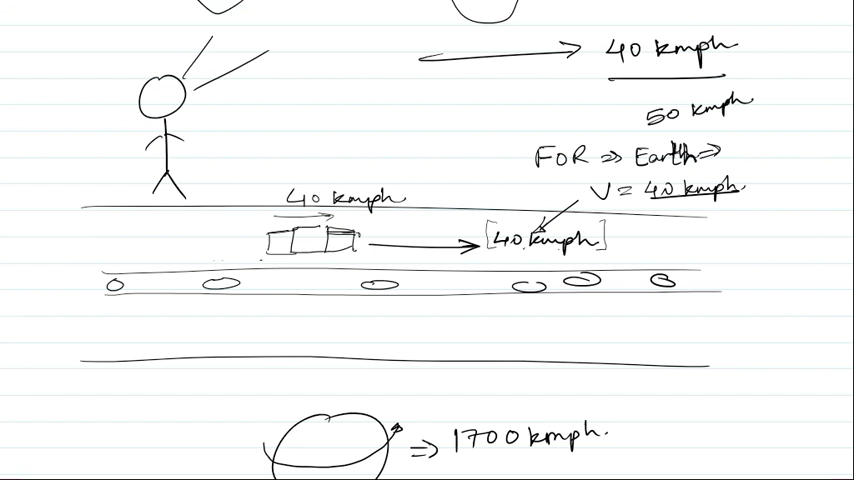 40 kmph
50 kmph
FOR ⇒ Earth ⇒
V = 40 kmph.
40 kmph
[40 kmph]
⇒ 1700 kmph.